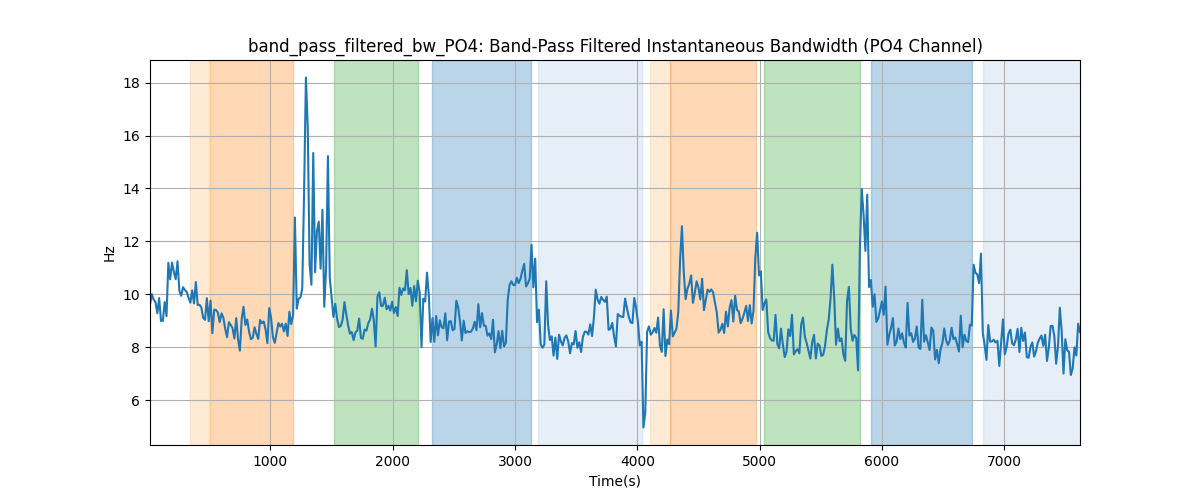 band_pass_filtered_bw_PO4: Band-Pass Filtered Instantaneous Bandwidth (PO4 Channel)
18
16
14
12
10
8
6
Hz
1000 2000 3000 4000 5000 6000 7000
Time(s)